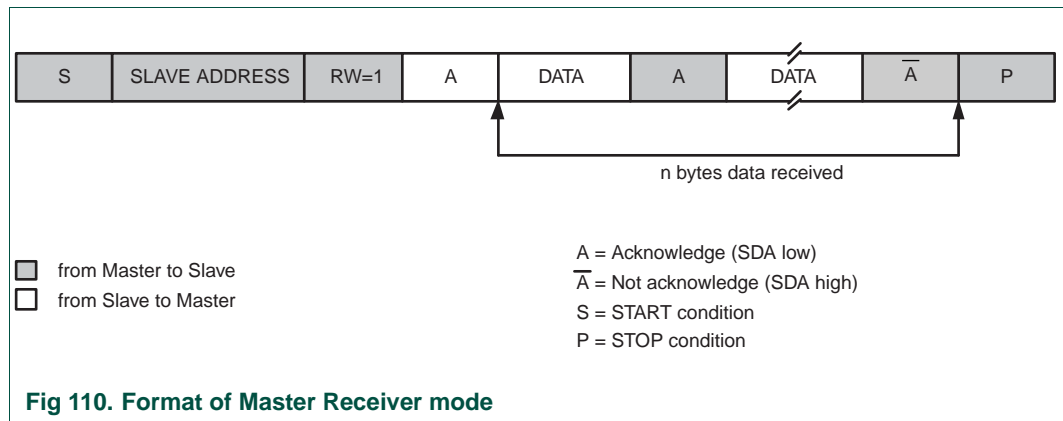 S SLAVE ADDRESS RW=1 A DATA A DATA A̅ P
n bytes data received
from Master to Slave
from Slave to Master
A = Acknowledge (SDA low)
A̅ = Not acknowledge (SDA high)
S = START condition
P = STOP condition
Fig 110. Format of Master Receiver mode